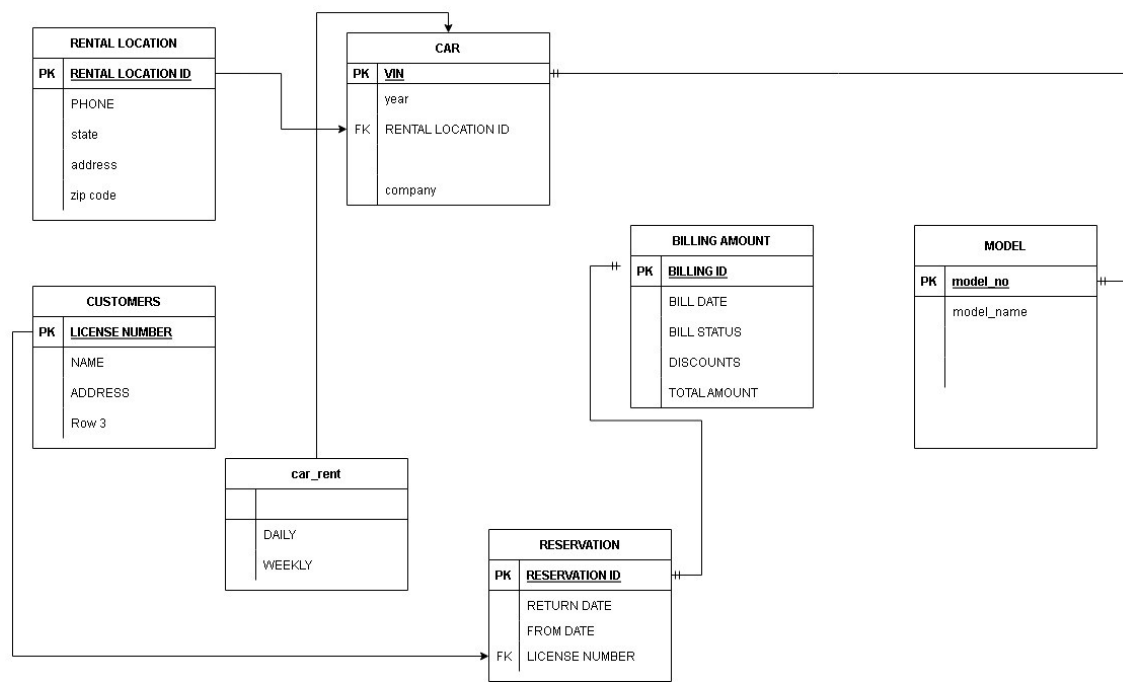 RENTAL LOCATION
PK RENTAL LOCATION ID
PHONE
state
address
zip code
CAR
PK VIN
year
FK RENTAL LOCATION ID
company
BILLING AMOUNT
PK BILLING ID
BILL DATE
BILL STATUS
DISCOUNTS
TOTAL AMOUNT
MODEL
PK model_no
model_name
CUSTOMERS
PK LICENSE NUMBER
NAME
ADDRESS
Row 3
car_rent
DAILY
WEEKLY
RESERVATION
PK RESERVATION ID
RETURN DATE
FROM DATE
FK LICENSE NUMBER